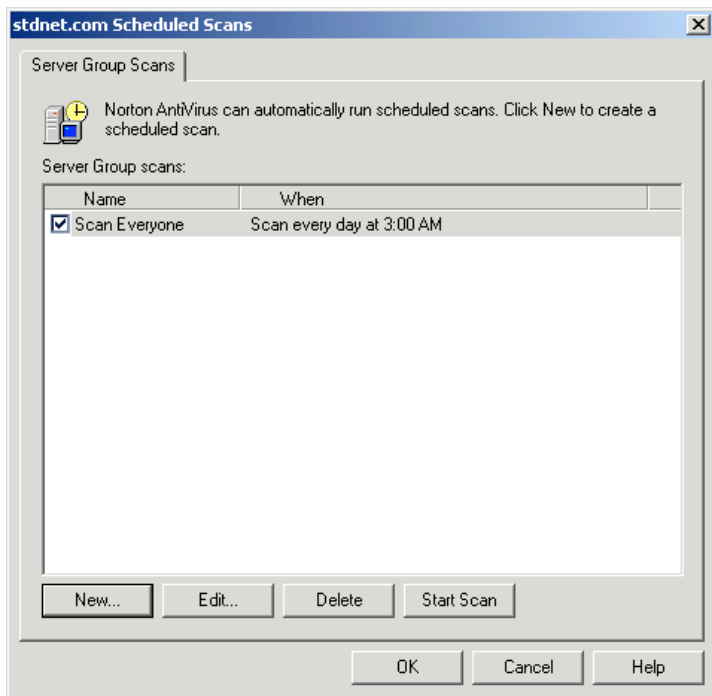 stdnet.com Scheduled Scans
Server Group Scans
Norton AntiVirus can automatically run scheduled scans. Click New to create a
scheduled scan.
Server Group scans:
Name When
Scan Everyone Scan every day at 3:00 AM
New... Edit... Delete Start Scan
OK Cancel Help